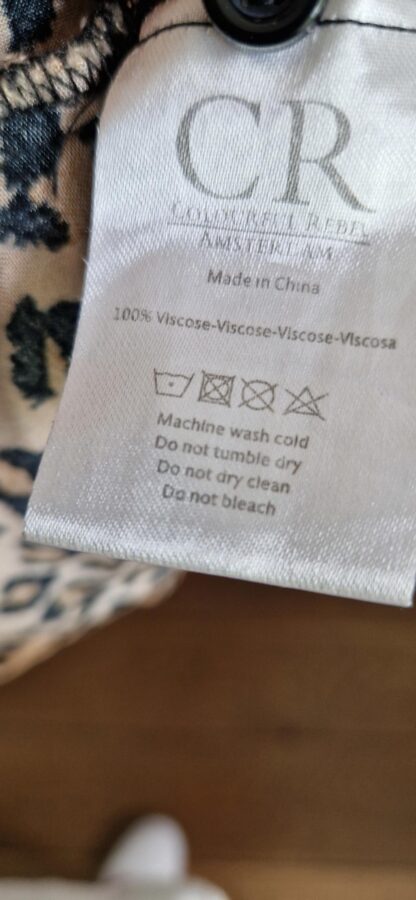 CR
COLOURFUL REBEL
AMSTERDAM
Made in China
100% Viscose-Viscose-Viscose-Viscosa
Machine wash cold
Do not tumble dry
Do not dry clean
Do not bleach